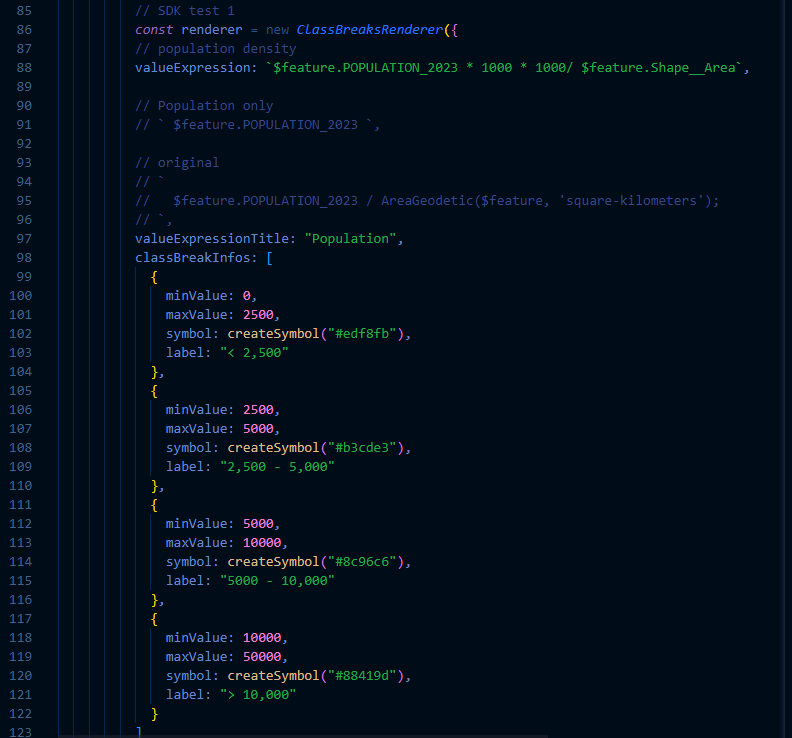 85 // SDK test 1
86 const renderer = new ClassBreaksRenderer({
87 // population density
88 valueExpression: `$feature.POPULATION_2023 * 1000 * 1000/ $feature.Shape__Area`,
89
90 // Population only
91 // ` $feature.POPULATION_2023 `,
92
93 // original
94 // `
95 //   $feature.POPULATION_2023 / AreaGeodetic($feature, 'square-kilometers');
96 // `,
97 valueExpressionTitle: "Population",
98 classBreakInfos: [
99   {
100     minValue: 0,
101     maxValue: 2500,
102     symbol: createSymbol("#edf8fb"),
103     label: "< 2,500"
104   },
105   {
106     minValue: 2500,
107     maxValue: 5000,
108     symbol: createSymbol("#b3cde3"),
109     label: "2,500 - 5,000"
110   },
111   {
112     minValue: 5000,
113     maxValue: 10000,
114     symbol: createSymbol("#8c96c6"),
115     label: "5000 - 10,000"
116   },
117   {
118     minValue: 10000,
119     maxValue: 50000,
120     symbol: createSymbol("#88419d"),
121     label: "> 10,000"
122   }
123 ]